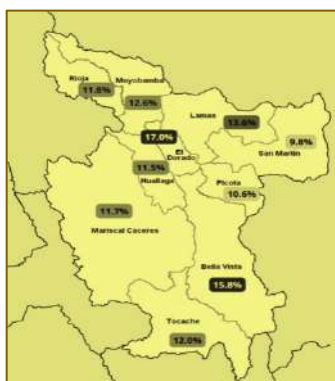 Rioja
11.8%
Moyobamba
12.6%
Lamas
13.6%
17.0%
9.8%
San Martin
El
Dorado
11.5%
Huallaga
Picota
10.6%
11.7%
Mariscal Caceres
Bella Vista
15.8%
Tocache
12.0%